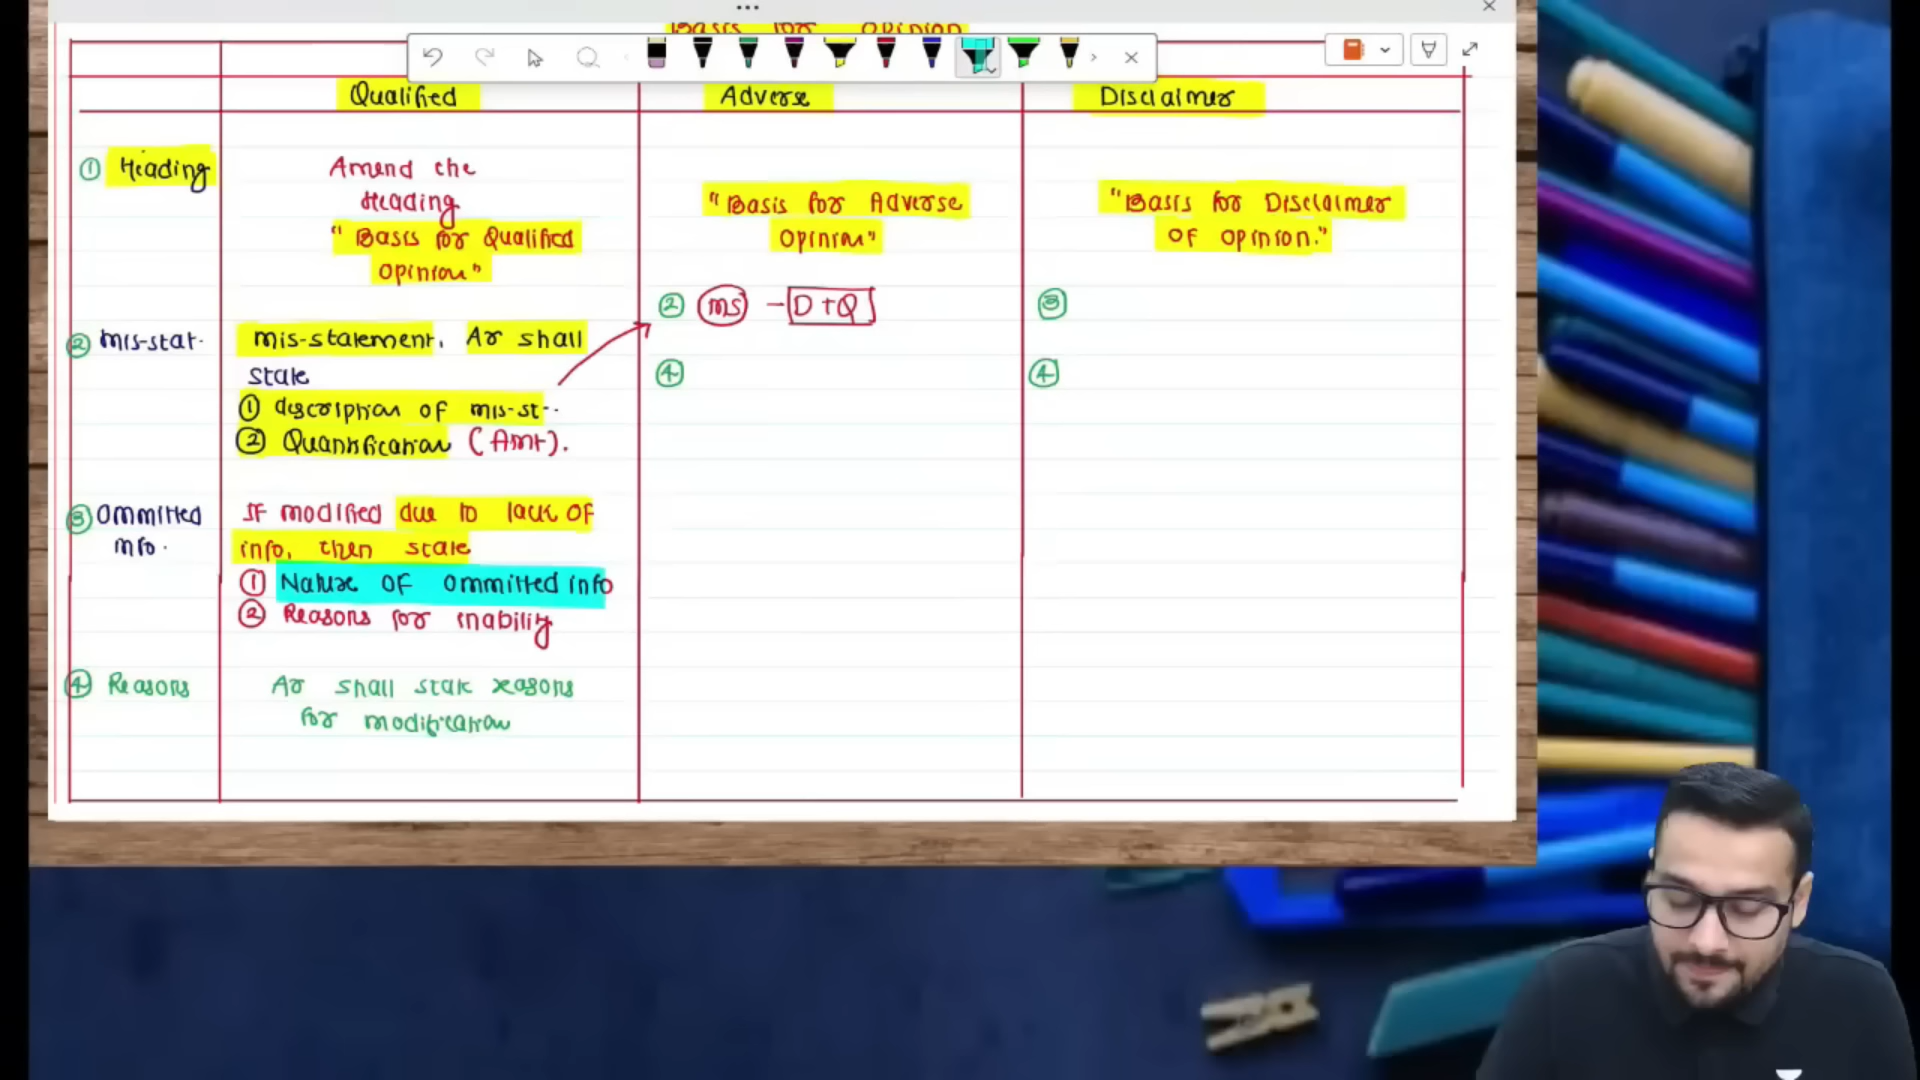 Basis for Opinion
Qualified
Adverse
Disclaimer
① Heading
Amend the
Heading
"Basis for Qualified
Opinion"
"Basis for Adverse
Opinion"
"Basis for Disclaimer
OF opinion."
② mis-stat.
mis-statement, Ar shall
state
① description of mis-st--
② Quantification (Amt).
② ms - D+Q
④
③
④
③ Ommitted
info.
If modified due to lack of
info, then state
① Nature OF Ommitted info
② Reasons for inability
④ Reasons
Ar shall state reasons
for modification